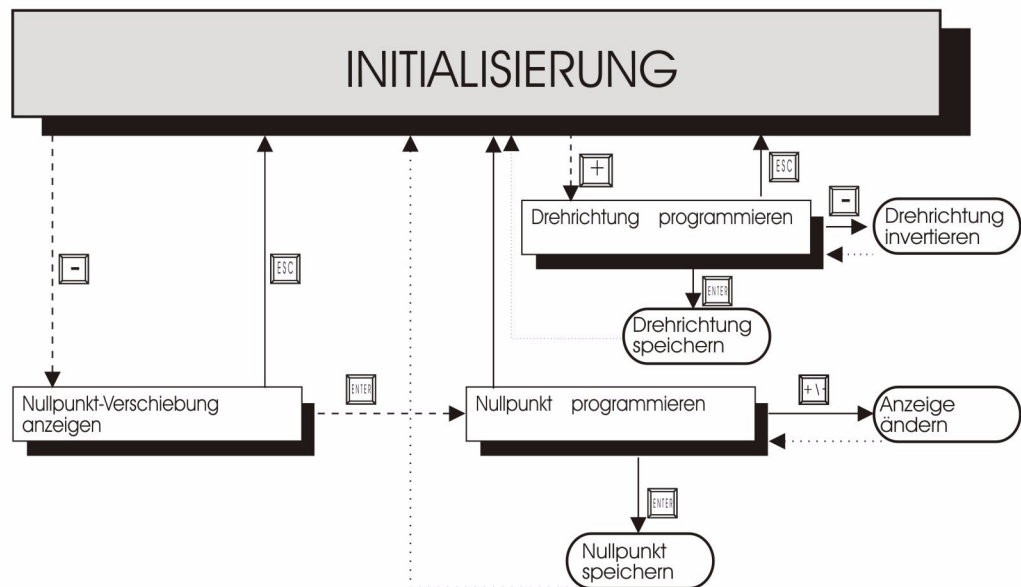 INITIALISIERUNG
+
ESC
Drehrichtung programmieren
-
Drehrichtung
invertieren
-
ESC
ENTER
Drehrichtung
speichern
Nullpunkt-Verschiebung
anzeigen
ENTER
Nullpunkt programmieren
+\-
Anzeige
ändern
ENTER
Nullpunkt
speichern